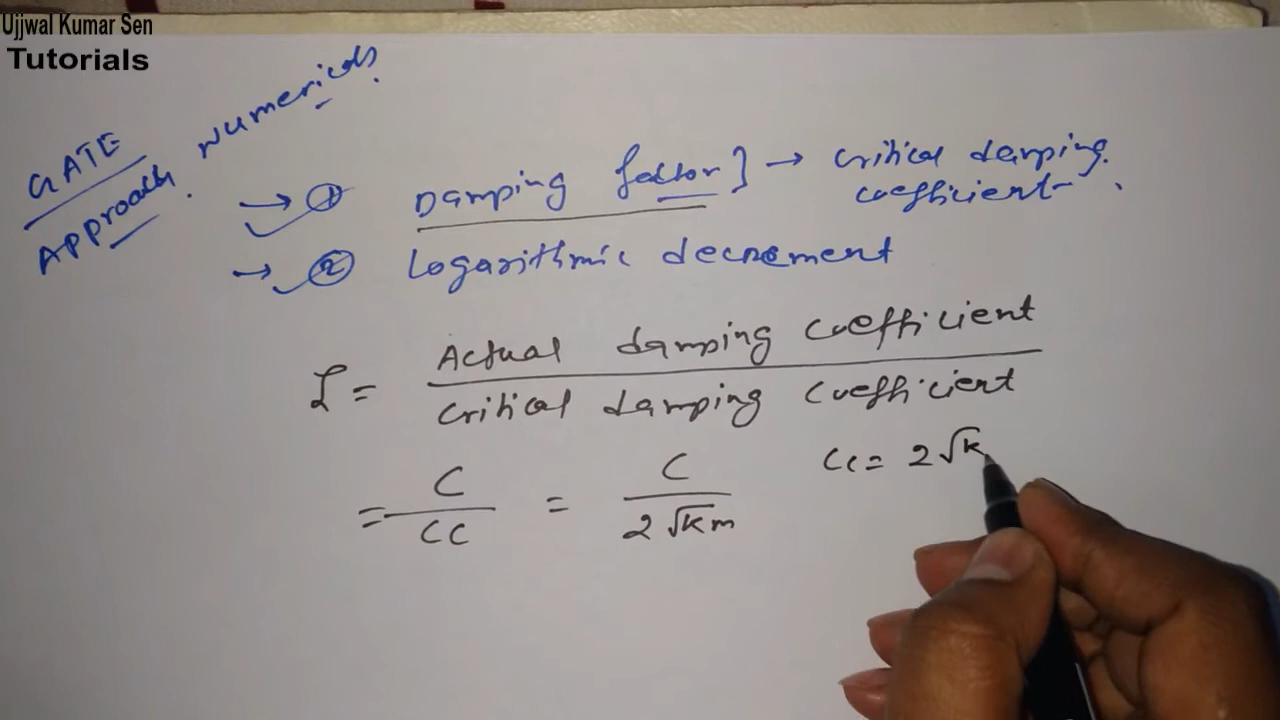 Ujjwal Kumar Sen
Tutorials
GATE
APProach Numericals.
→ ① Damping factor] → Critical damping.
coefficient
→ ② Logarithmic decrement
ξ = Actual damping coefficient
Critical damping coefficient
= C / CC = C / 2√km
Cc = 2√k